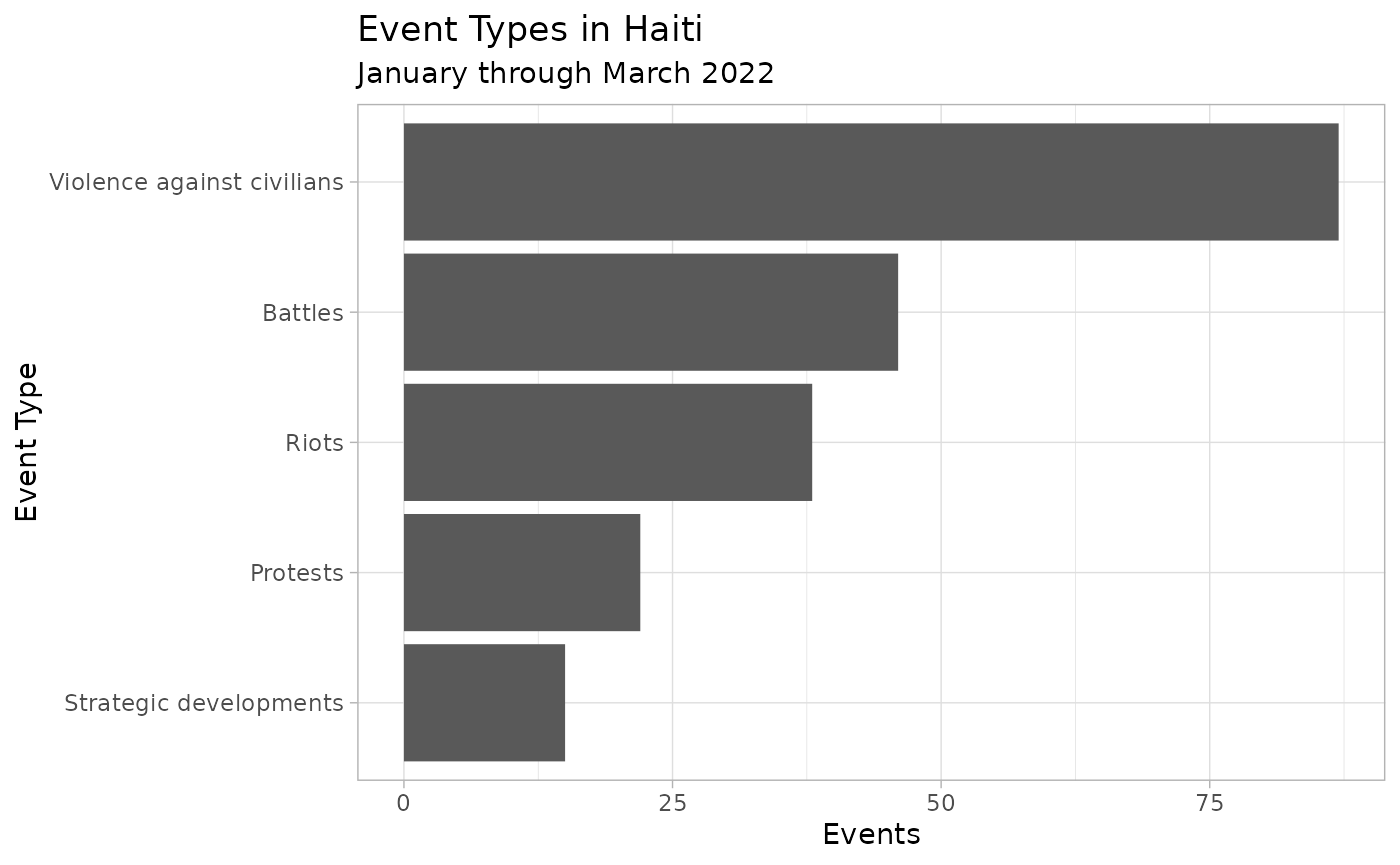 Event Types in Haiti
January through March 2022
Violence against civilians
Battles
Riots
Protests
Strategic developments
Event Type
0 25 50 75
Events